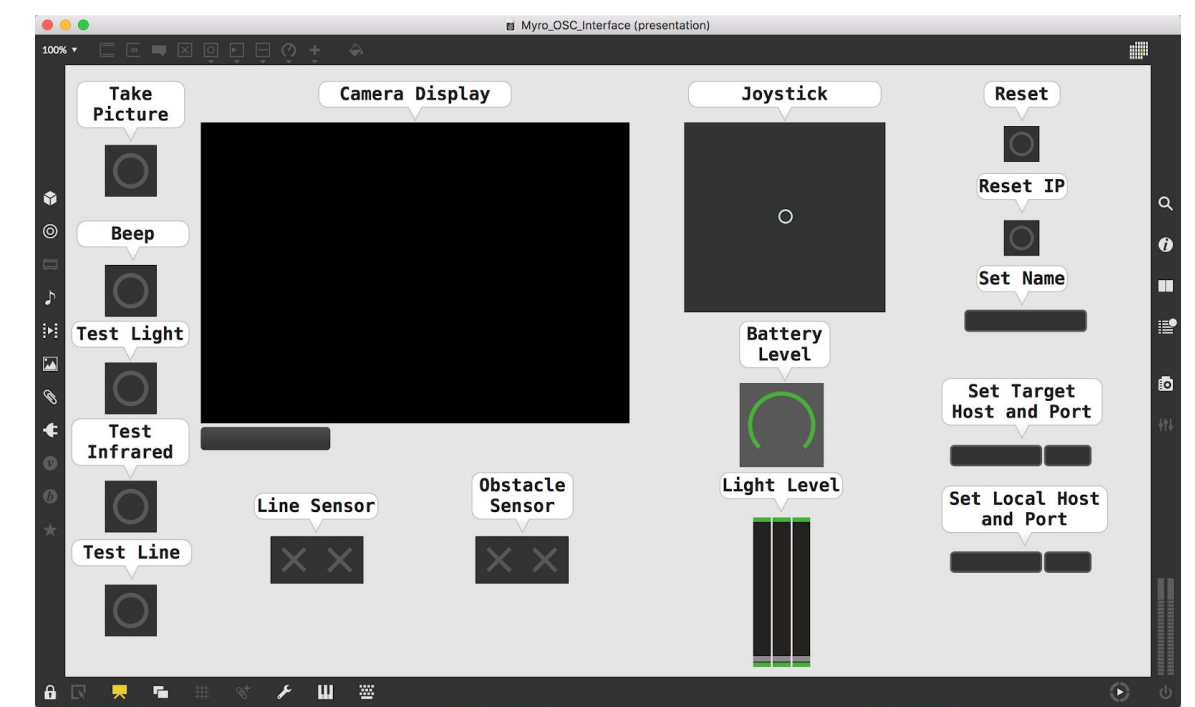 Myro_OSC_Interface (presentation)
100%
Take
Picture
Camera Display
Joystick
Reset
Reset IP
Beep
Set Name
Test Light
Battery
Level
Set Target
Host and Port
Test
Infrared
Line Sensor
Obstacle
Sensor
Light Level
Set Local Host
and Port
Test Line